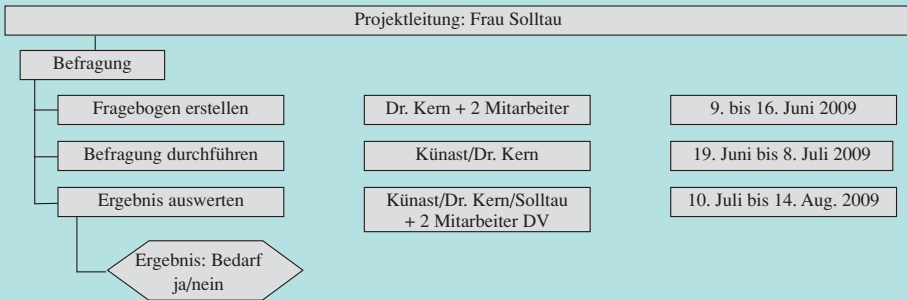 Projektleitung: Frau Solltau
Befragung
Fragebogen erstellen
Dr. Kern + 2 Mitarbeiter
9. bis 16. Juni 2009
Befragung durchführen
Künast/Dr. Kern
19. Juni bis 8. Juli 2009
Ergebnis auswerten
Künast/Dr. Kern/Solltau
+ 2 Mitarbeiter DV
10. Juli bis 14. Aug. 2009
Ergebnis: Bedarf
ja/nein